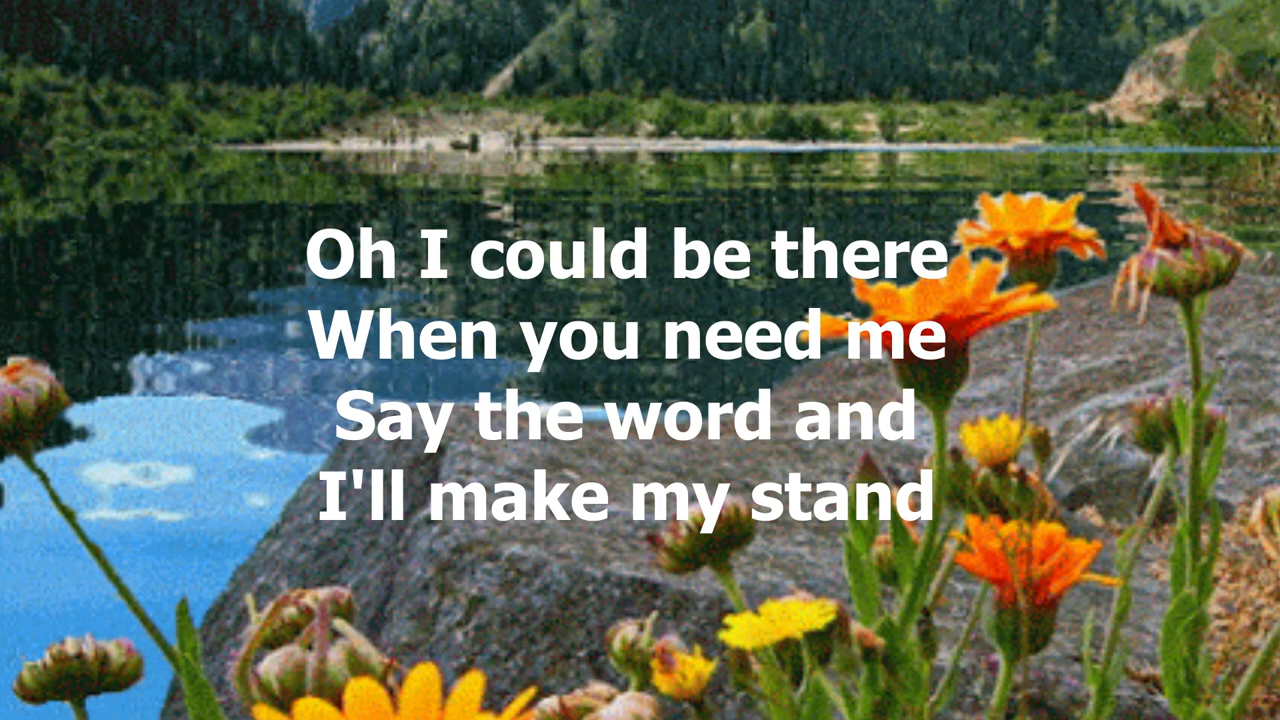 Oh I could be there
When you need me
Say the word and
I'll make my stand